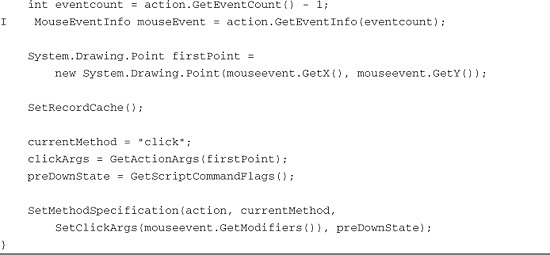 int eventcount = action.GetEventCount() - 1;
I MouseEventInfo mouseEvent = action.GetEventInfo(eventcount);
System.Drawing.Point firstPoint =
new System.Drawing.Point(mouseevent.GetX(), mouseevent.GetY());
SetRecordCache();
currentMethod = "click";
clickArgs = GetActionArgs(firstPoint);
preDownState = GetScriptCommandFlags();
SetMethodSpecification(action, currentMethod,
SetClickArgs(mouseevent.GetModifiers()), preDownState);
}